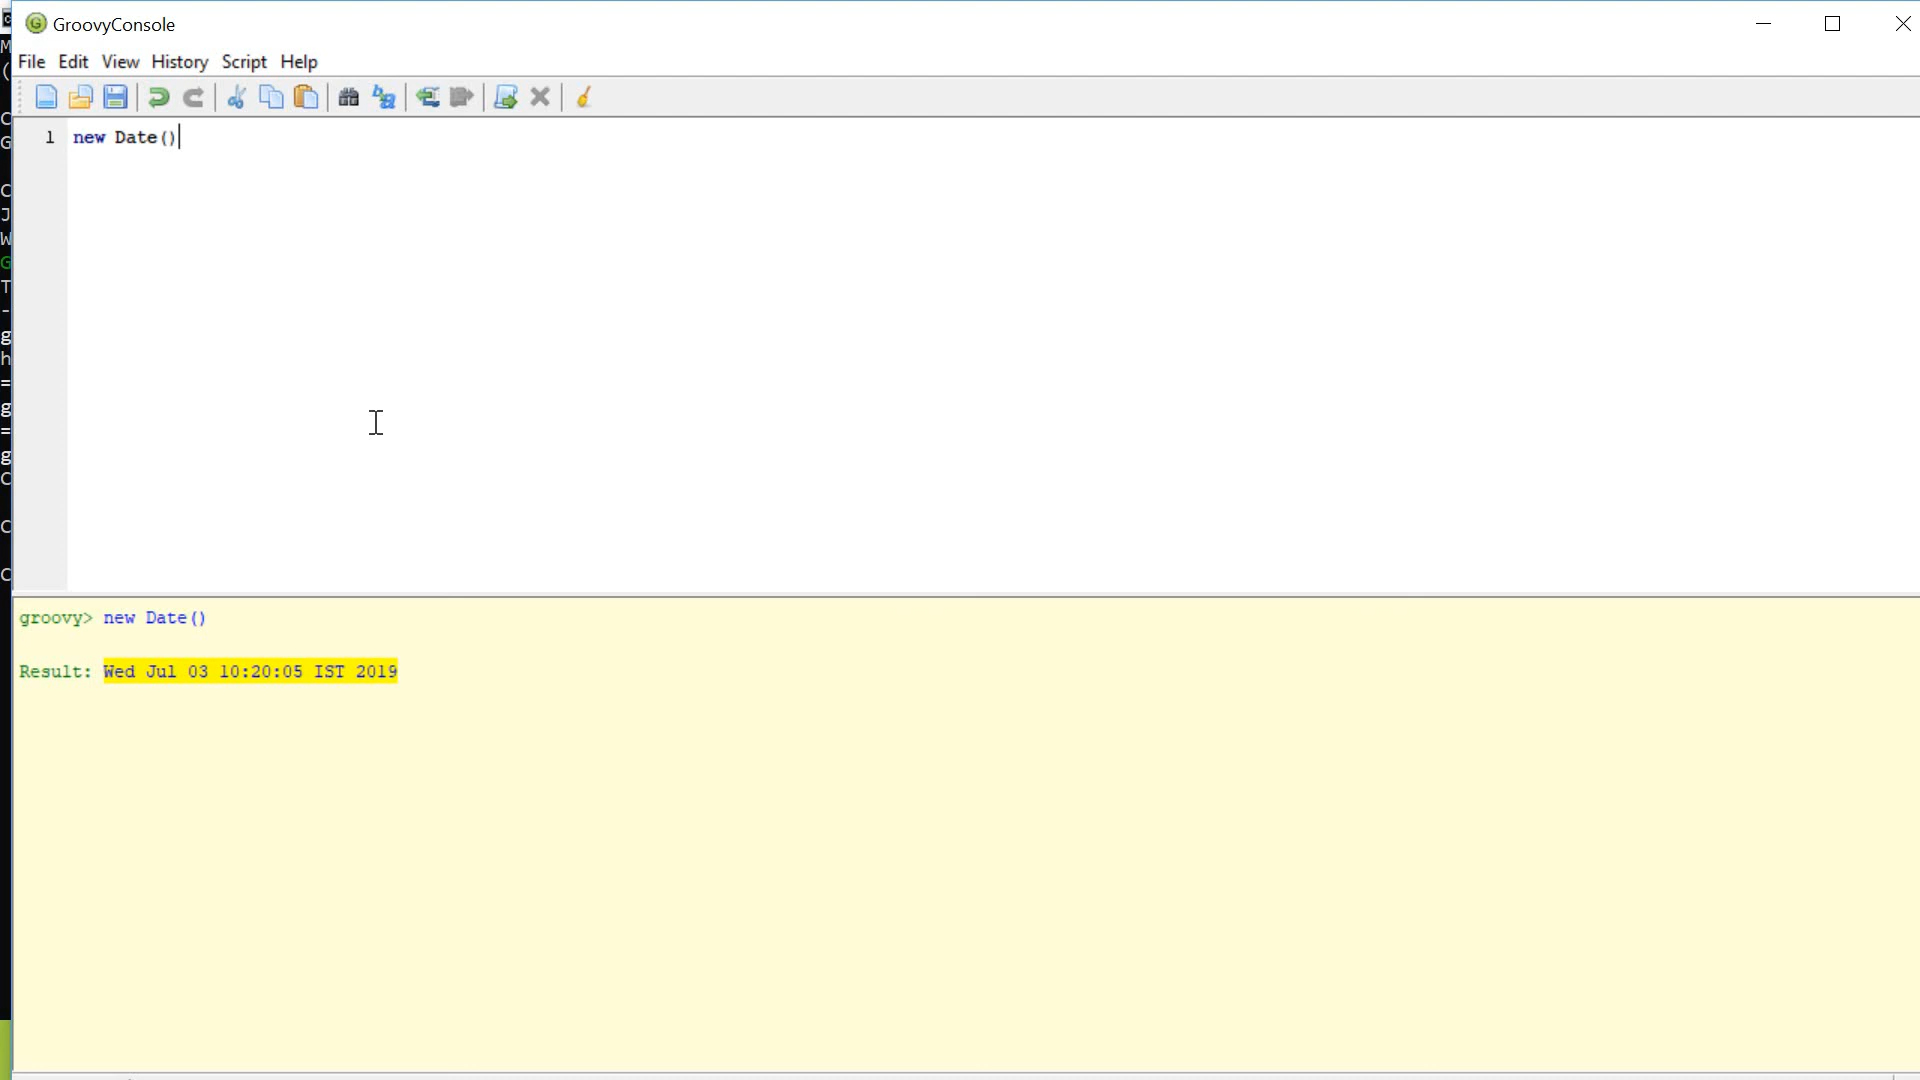 GroovyConsole
File Edit View History Script Help
1 new Date()
groovy> new Date()
Result: Wed Jul 03 10:20:05 IST 2019